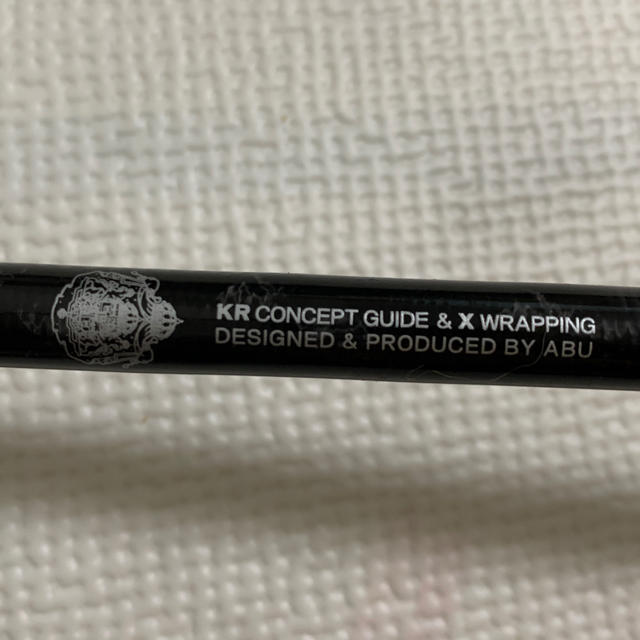 KR CONCEPT GUIDE & X WRAPPING
DESIGNED & PRODUCED BY ABU